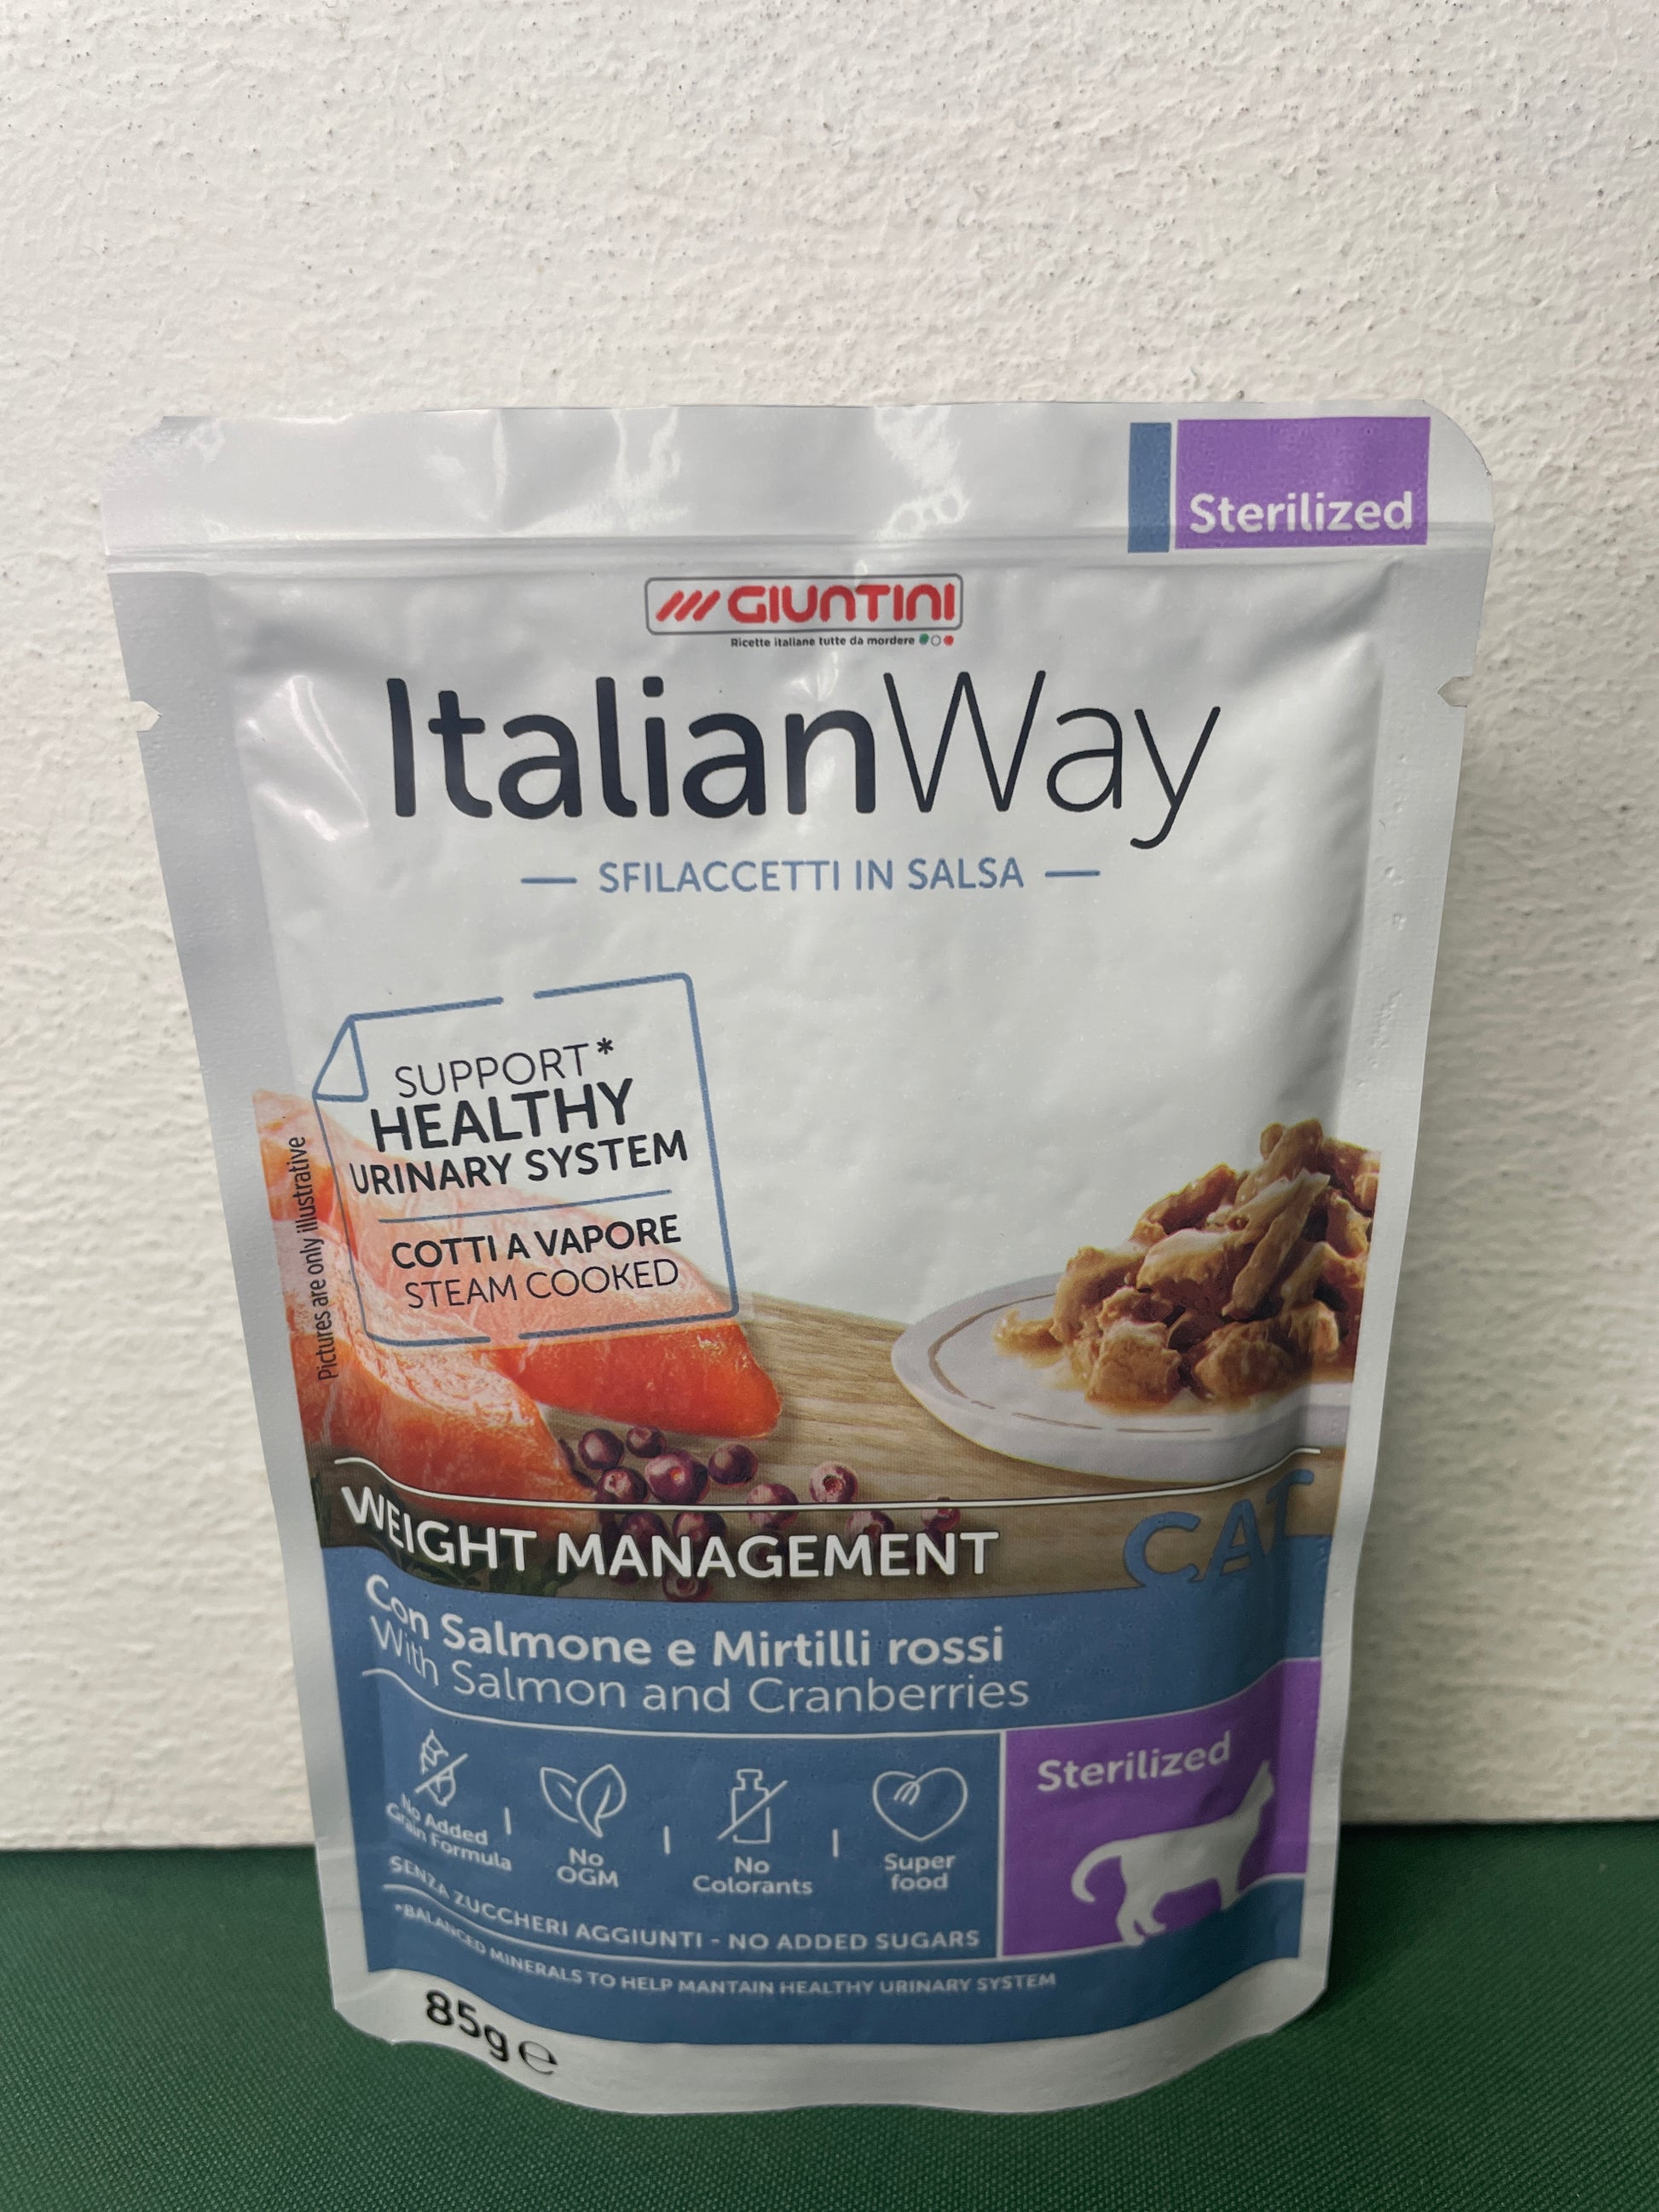 Sterilized
GIUNTINI
Ricette italiane tutte da mordere
ItalianWay
SFILACCETTI IN SALSA
SUPPORT*
HEALTHY
URINARY SYSTEM
COTTI A VAPORE
STEAM COOKED
Pictures are only illustrative
WEIGHT MANAGEMENT
CAT
Con Salmone e Mirtilli rossi
With Salmon and Cranberries
Sterilized
No Added
Grain Formula
No
OGM
No
Colorants
Super
food
SENZA ZUCCHERI AGGIUNTI - NO ADDED SUGARS
*BALANCED MINERALS TO HELP MANTAIN HEALTHY URINARY SYSTEM
85g ℮